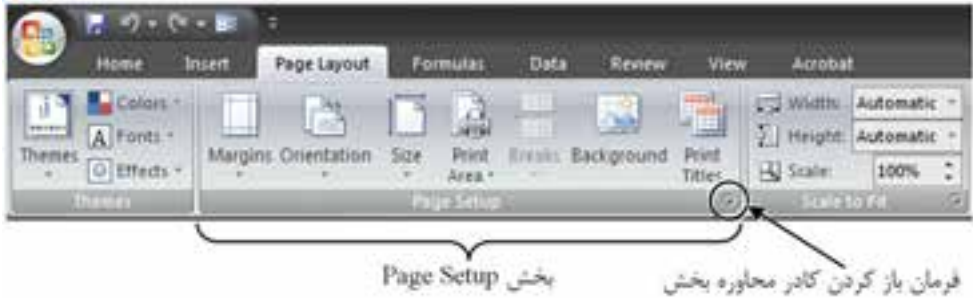 Home Insert Page Layout Formulas Data Review View Acrobat
Themes Colors Fonts Effects
Margins Orientation Size Print Area Breaks Background Print Titles
Width: Automatic
Height: Automatic
Scale: 100%
Themes Page Setup Scale to Fit
بخش Page Setup
فرمان باز کردن کادر محاوره بخش